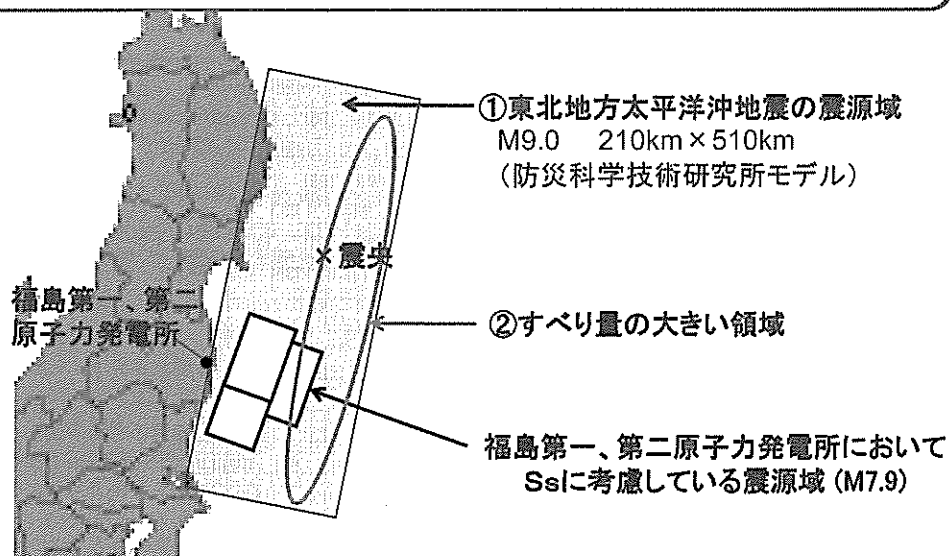 ①東北地方太平洋沖地震の震源域
M9.0 210km×510km
（防災科学技術研究所モデル）
×震央
福島第一、第二
原子力発電所
②すべり量の大きい領域
福島第一、第二原子力発電所において
Ssに考慮している震源域 (M7.9)